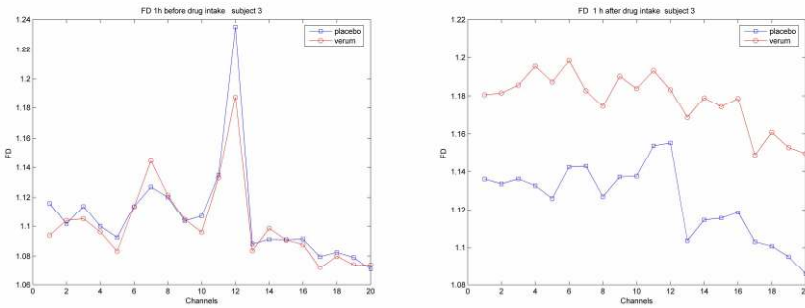 FD 1h before drug intake subject 3
placebo
verum
1.24
1.22
1.2
1.18
1.16
1.14
1.12
1.1
1.08
1.06
FD
0 2 4 6 8 10 12 14 16 18 20
Channels
FD 1 h after drug intake subject 3
placebo
verum
1.22
1.2
1.18
1.16
1.14
1.12
1.1
1.08
FD
0 2 4 6 8 10 12 14 16 18 20
Channels